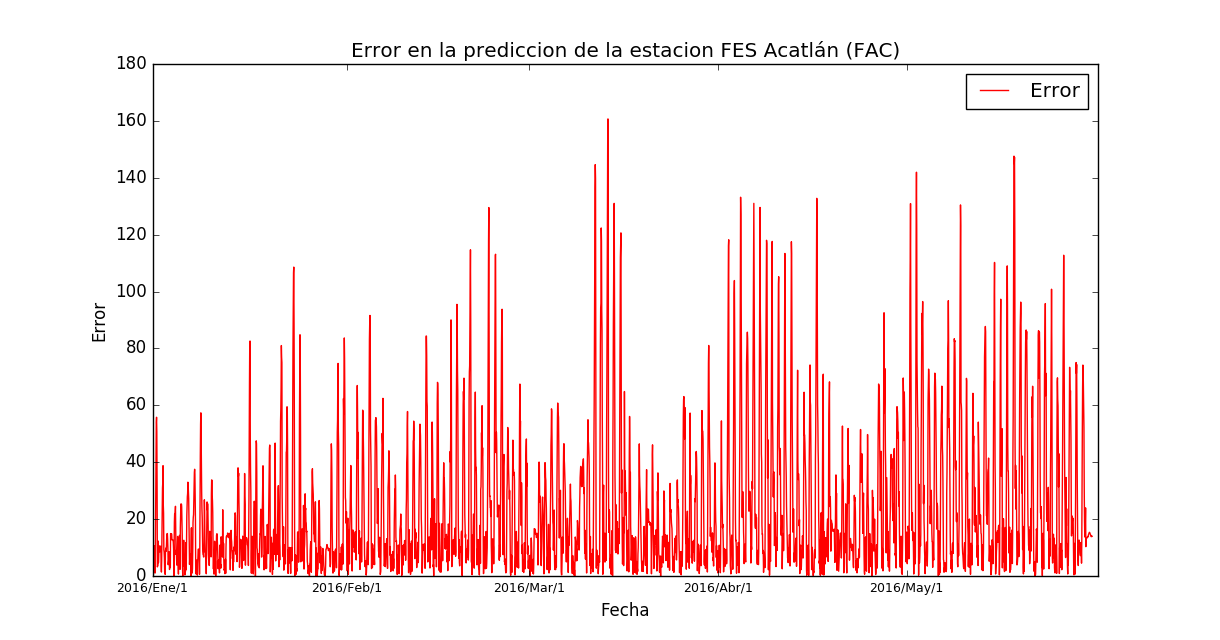 Error en la prediccion de la estacion FES Acatlán (FAC)
180
160
140
120
100
80
60
40
20
0
Error
Error
2016/Ene/1
2016/Feb/1
2016/Mar/1
2016/Abr/1
2016/May/1
Fecha